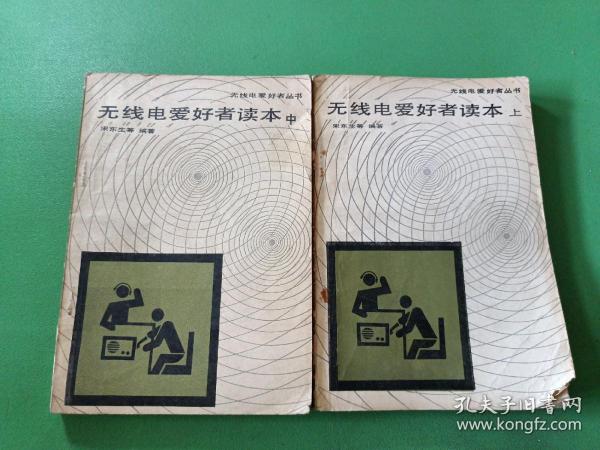 无线电爱好者丛书
无线电爱好者读本 中
宋东生等 编著
无线电爱好者丛书
无线电爱好者读本 上
宋东生等 编著
孔夫子旧书网
www.kongfz.com